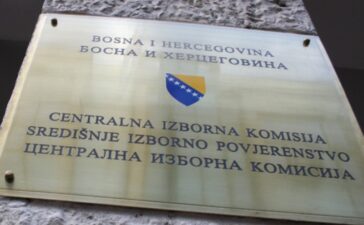 BOSNA I HERCEGOVINA
БОСНА И ХЕРЦЕГОВИНА
CENTRALNA IZBORNA KOMISIJA
SREDIŠNJE IZBORNO POVJERENSTVO
ЦЕНТРАЛНА ИЗБОРНА КОМИСИЈА